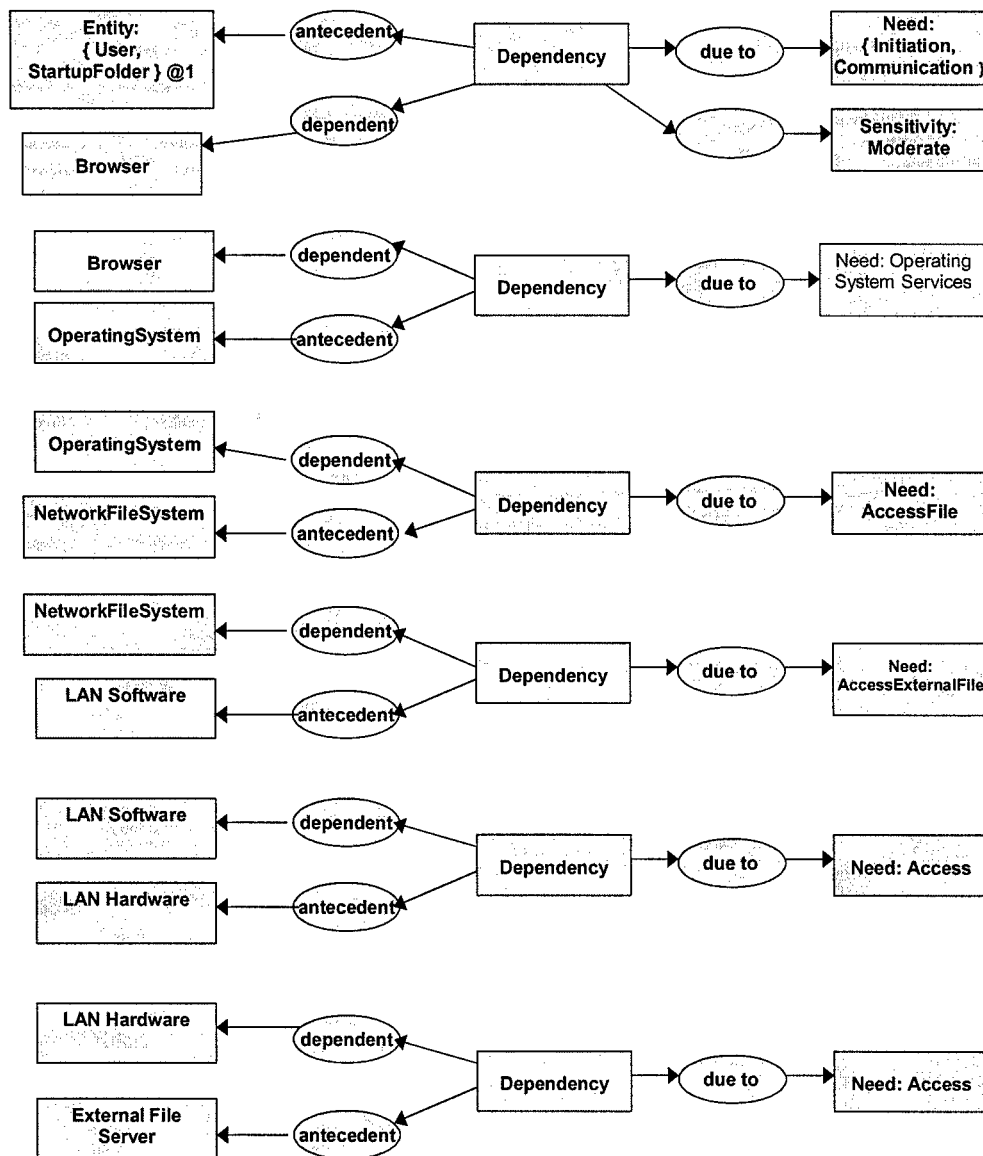 Entity:
{ User,
StartupFolder } @1
antecedent
Dependency
due to
Need:
{ Initiation,
Communication }
dependent
Browser
Sensitivity:
Moderate
Browser
dependent
Dependency
due to
Need: Operating
System Services
OperatingSystem
antecedent
OperatingSystem
dependent
Dependency
due to
Need:
AccessFile
NetworkFileSystem
antecedent
NetworkFileSystem
dependent
Dependency
due to
Need:
AccessExternalFile
LAN Software
antecedent
LAN Software
dependent
Dependency
due to
Need: Access
LAN Hardware
antecedent
LAN Hardware
dependent
Dependency
due to
Need: Access
External File
Server
antecedent